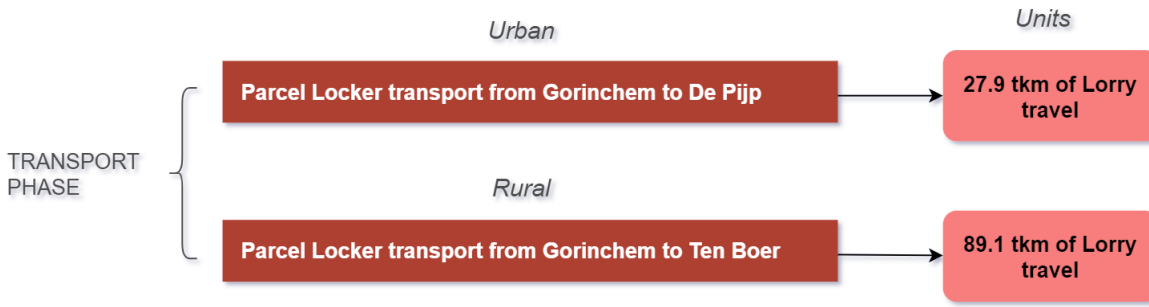 Urban
Units
Parcel Locker transport from Gorinchem to De Pijp
27.9 tkm of Lorry
travel
TRANSPORT
PHASE
Rural
Parcel Locker transport from Gorinchem to Ten Boer
89.1 tkm of Lorry
travel